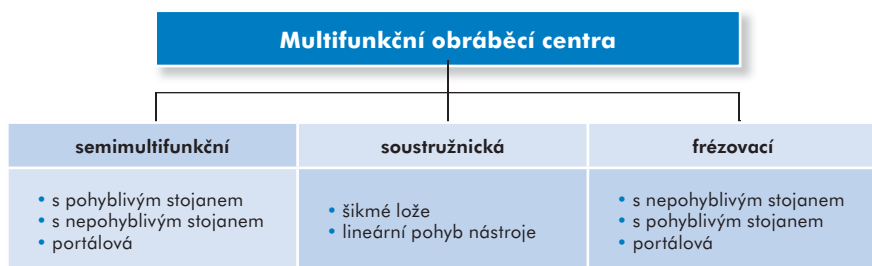 Multifunkční obráběcí centra
semimultifunkční
• s pohyblivým stojanem
• s nepohyblivým stojanem
• portálová
soustružnická
• šikmé lože
• lineární pohyb nástroje
frézovací
• s nepohyblivým stojanem
• s pohyblivým stojanem
• portálová